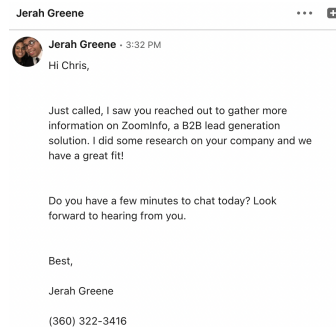 Jerah Greene
Jerah Greene • 3:32 PM
Hi Chris,
Just called, I saw you reached out to gather more
information on ZoomInfo, a B2B lead generation
solution. I did some research on your company and we
have a great fit!
Do you have a few minutes to chat today? Look
forward to hearing from you.
Best,
Jerah Greene
(360) 322-3416